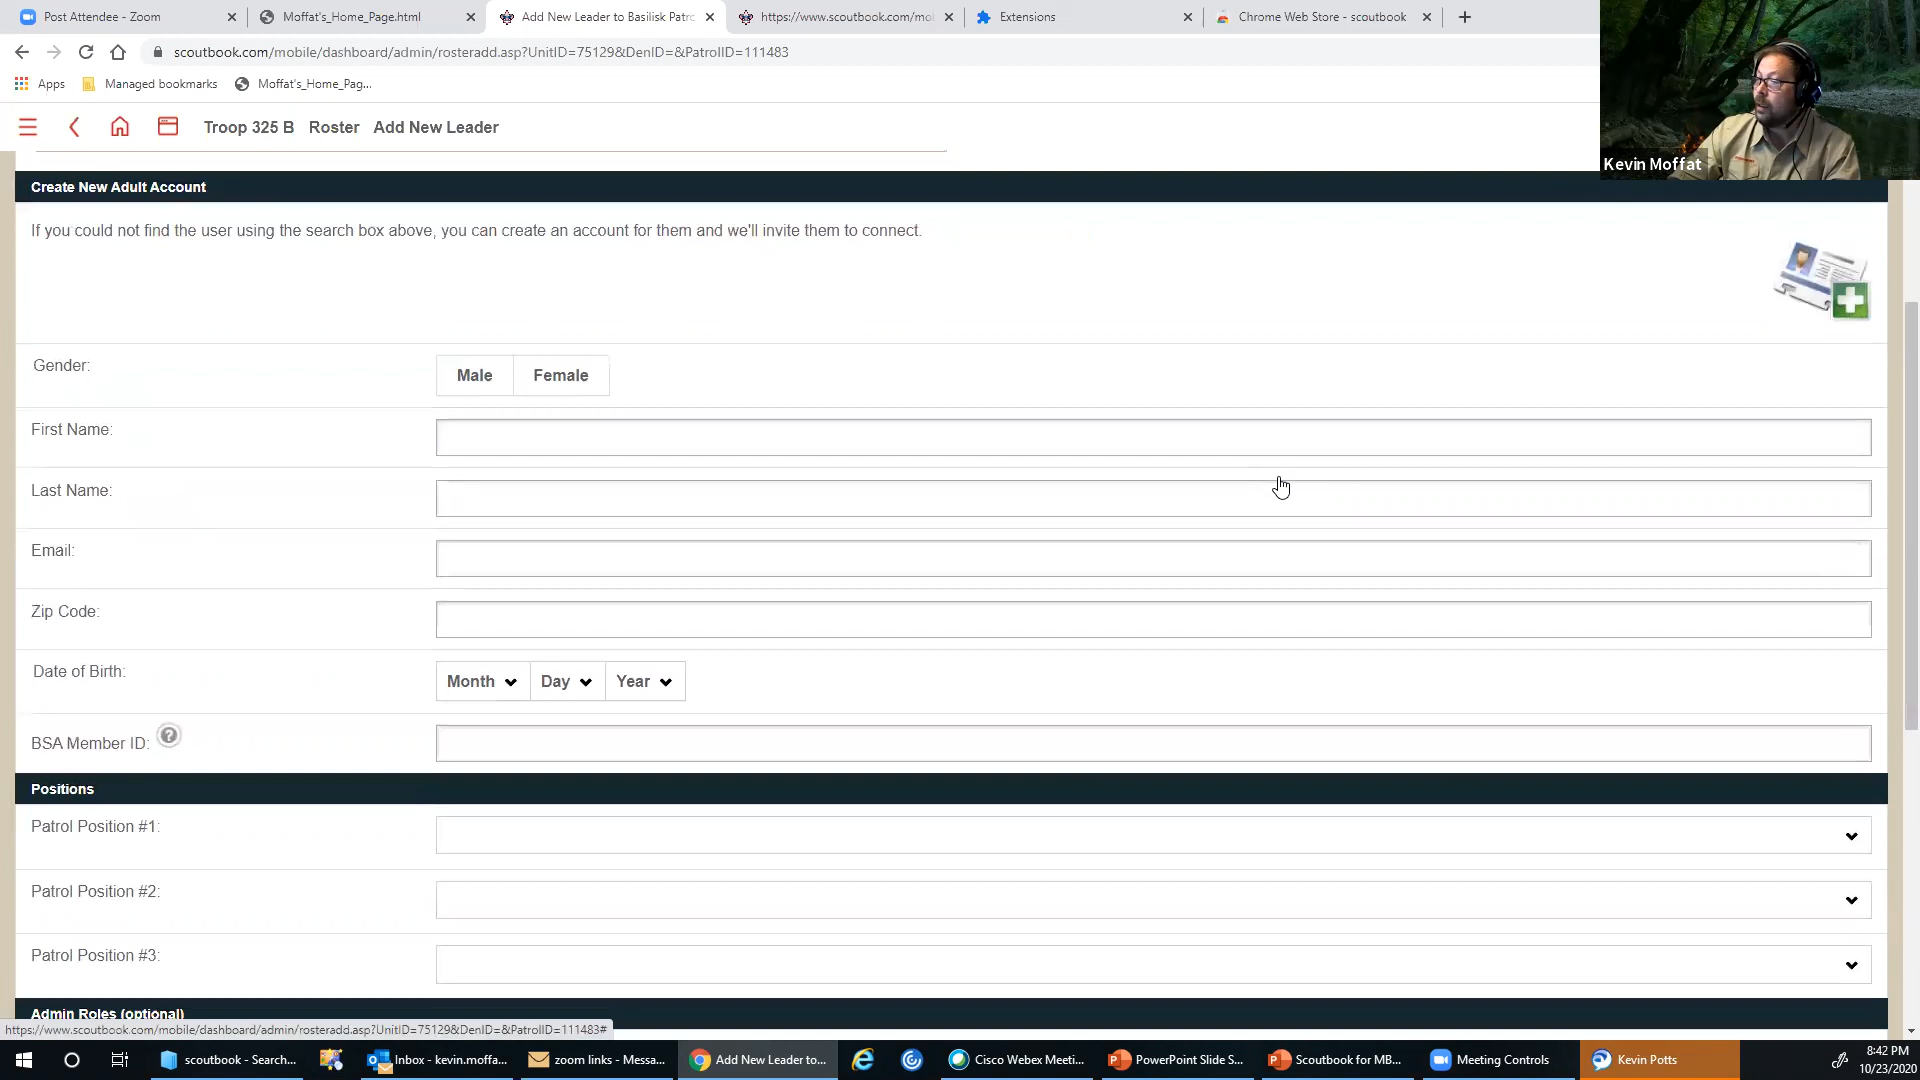 Post Attendee - Zoom
Moffat's_Home_Page.html
Add New Leader to Basilisk Patro
https://www.scoutbook.com/mo
Extensions
Chrome Web Store - scoutbook
scoutbook.com/mobile/dashboard/admin/rosteradd.asp?UnitID=75129&DenID=&PatrolID=111483
Apps
Managed bookmarks
Moffat's_Home_Pag...
Troop 325 B Roster Add New Leader
Kevin Moffat
Create New Adult Account
If you could not find the user using the search box above, you can create an account for them and we'll invite them to connect.
Gender:
Male
Female
First Name:
Last Name:
Email:
Zip Code:
Date of Birth:
Month
Day
Year
BSA Member ID:
Positions
Patrol Position #1:
Patrol Position #2:
Patrol Position #3:
Admin Roles (optional)
https://www.scoutbook.com/mobile/dashboard/admin/rosteradd.asp?UnitID=75129&DenID=&PatrolID=111483#
scoutbook - Search...
Inbox - kevin.moffa...
zoom links - Messa...
Add New Leader to...
Cisco Webex Meeti...
PowerPoint Slide S...
Scoutbook for MB...
Meeting Controls
Kevin Potts
8:42 PM
10/23/2020